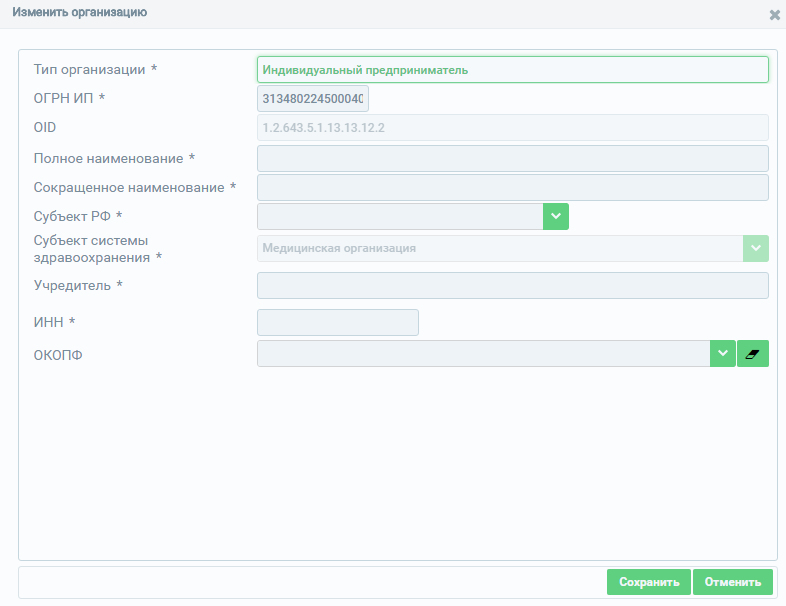 Изменить организацию
Тип организации *
Индивидуальный предприниматель
ОГРН ИП *
31348022450004
OID
1.2.643.5.1.13.13.12.2
Полное наименование *
Сокращенное наименование *
Субъект РФ *
Субъект системы
здравоохранения *
Медицинская организация
Учредитель *
ИНН *
ОКОПФ
Сохранить
Отменить